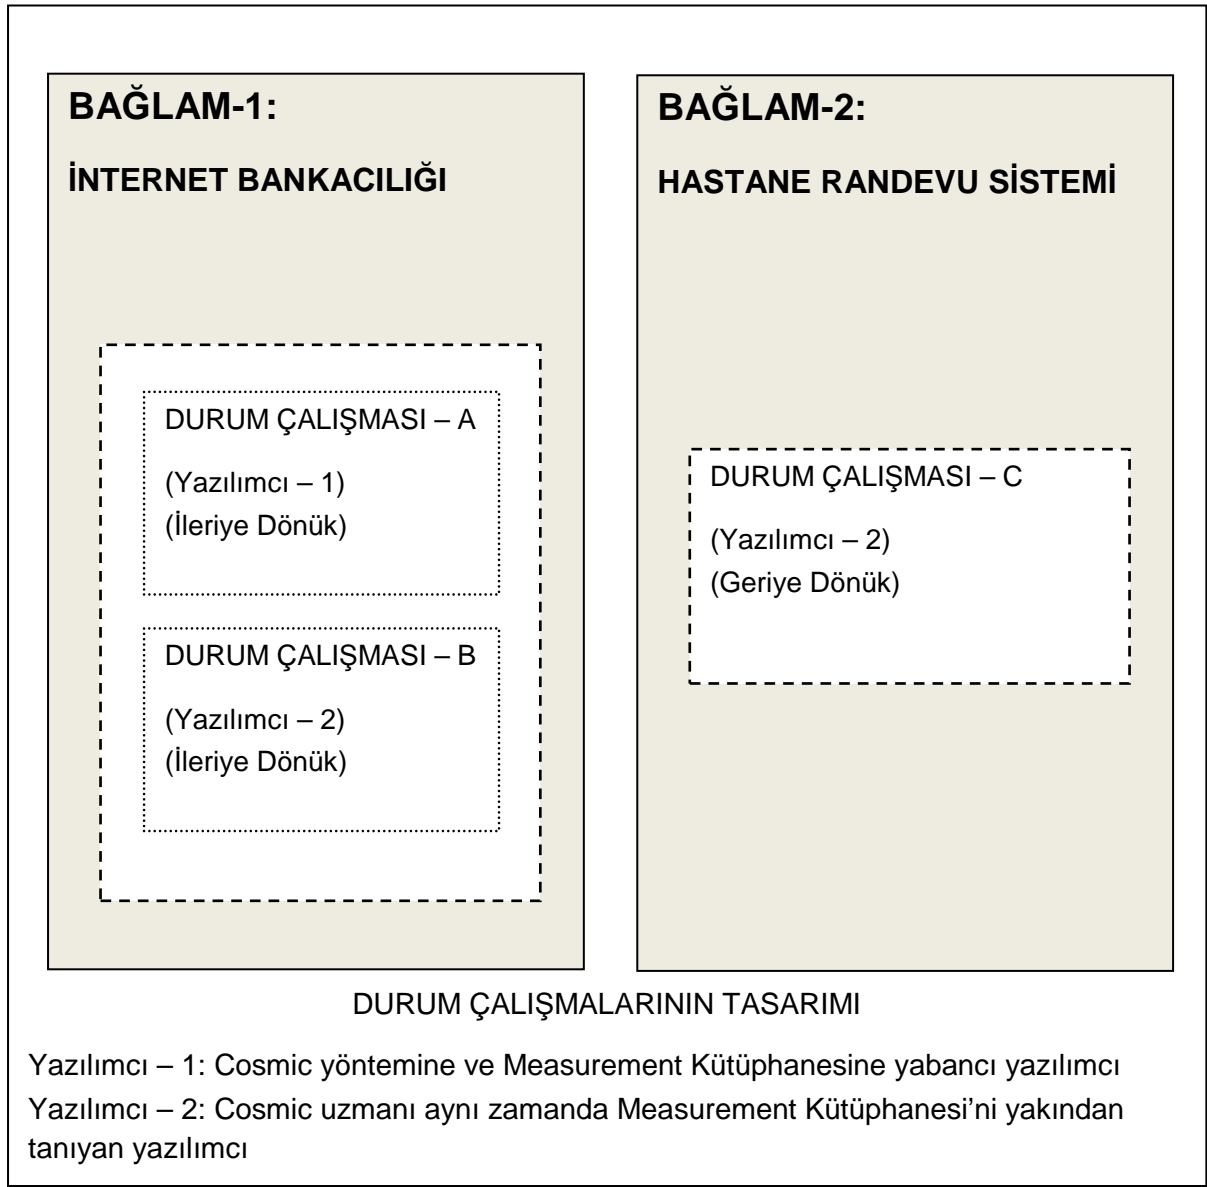 BAĞLAM-1:
İNTERNET BANKACILIĞI
DURUM ÇALIŞMASI – A
(Yazılımcı – 1)
(İleriye Dönük)
DURUM ÇALIŞMASI – B
(Yazılımcı – 2)
(İleriye Dönük)
BAĞLAM-2:
HASTANE RANDEVU SİSTEMİ
DURUM ÇALIŞMASI – C
(Yazılımcı – 2)
(Geriye Dönük)
DURUM ÇALIŞMALARININ TASARIMI
Yazılımcı – 1: Cosmic yöntemine ve Measurement Kütüphanesine yabancı yazılımcı
Yazılımcı – 2: Cosmic uzmanı aynı zamanda Measurement Kütüphanesi’ni yakından
tanıyan yazılımcı